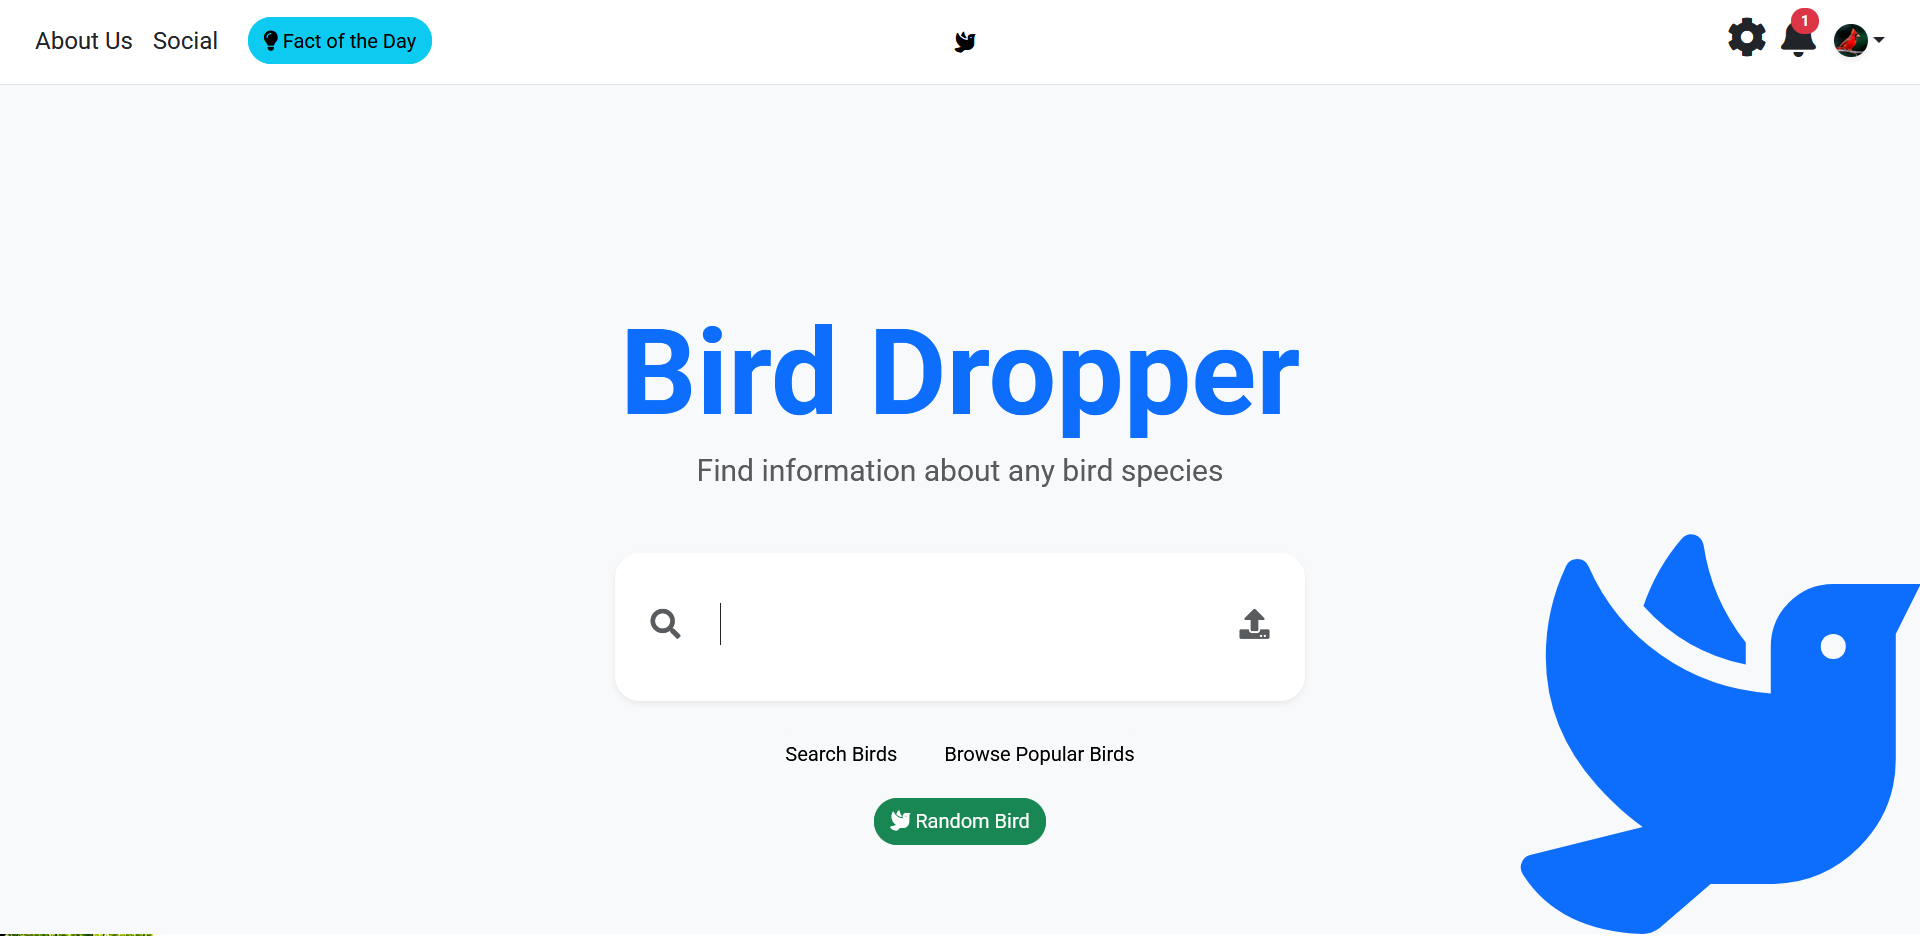 About Us Social Fact of the Day 1
Bird Dropper
Find information about any bird species
Search Birds Browse Popular Birds
Random Bird